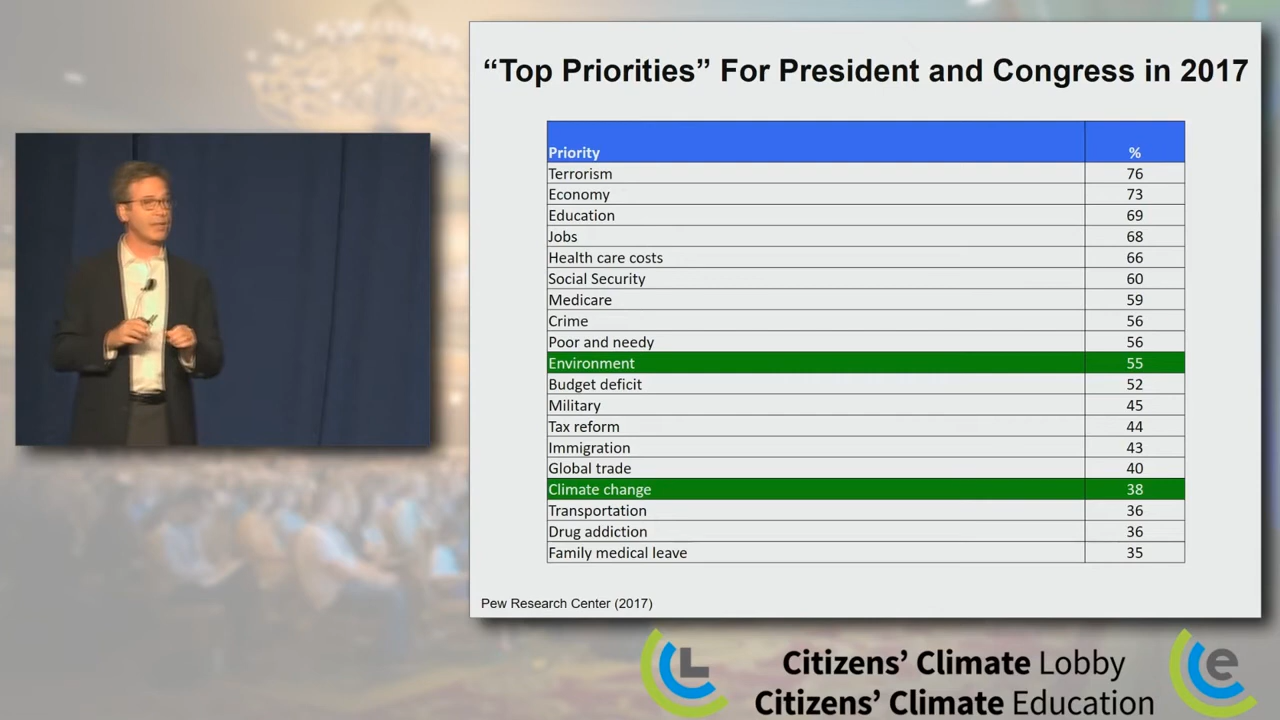 “Top Priorities” For President and Congress in 2017
Priority %
Terrorism 76
Economy 73
Education 69
Jobs 68
Health care costs 66
Social Security 60
Medicare 59
Crime 56
Poor and needy 56
Environment 55
Budget deficit 52
Military 45
Tax reform 44
Immigration 43
Global trade 40
Climate change 38
Transportation 36
Drug addiction 36
Family medical leave 35
Pew Research Center (2017)
L Citizens’ Climate Lobby e
Citizens’ Climate Education